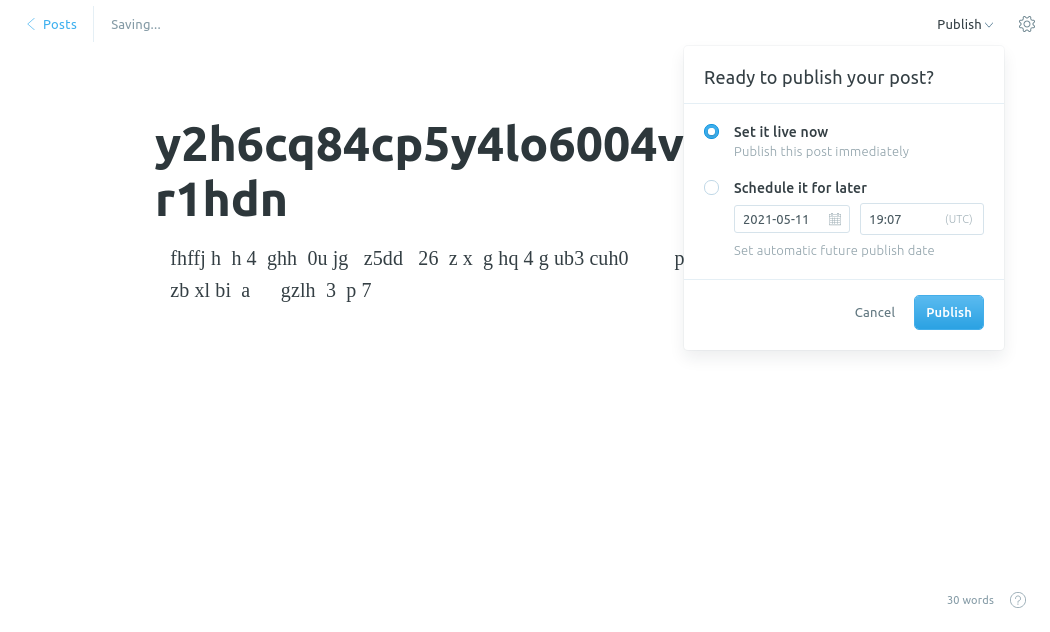 Posts
Saving...
Publish
Ready to publish your post?
Set it live now
Publish this post immediately
Schedule it for later
2021-05-11
19:07
(UTC)
Set automatic future publish date
Cancel
Publish
y2h6cq84cp5y4lo6004v
r1hdn
fhffj h h 4 ghh 0u jg z5dd 26 z x g hq 4 g ub3 cuh0 p
zb xl bi a gzlh 3 p 7
30 words
?